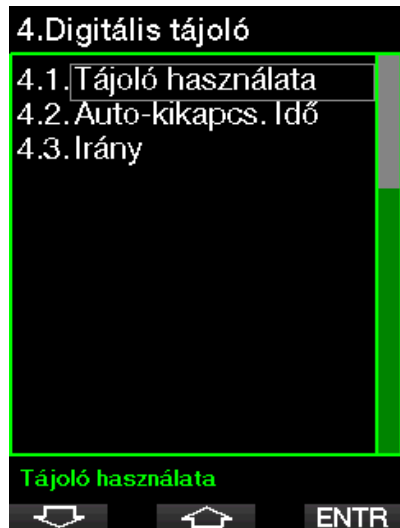 4.Digitális tájoló
4.1.Tájoló használata
4.2.Auto-kikapcs. Idő
4.3.Irány
Tájoló használata
ENTR